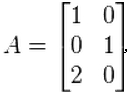 A = [1 0
0 1
2 0],